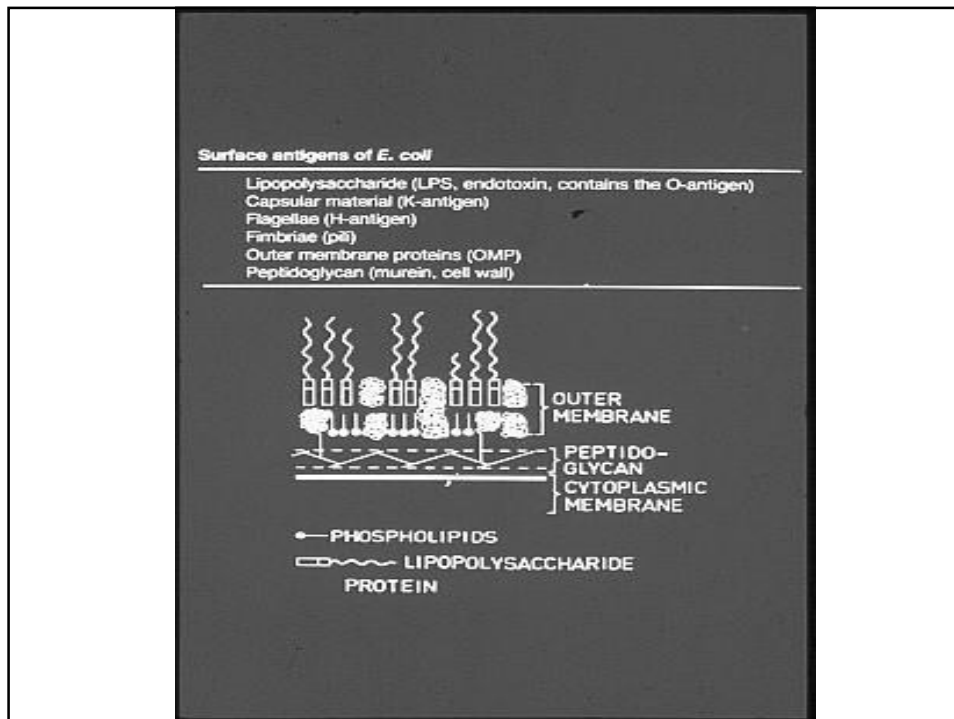 Surface antigens of E. coli
Lipopolysaccharide (LPS, endotoxin, contains the O-antigen)
Capsular material (K-antigen)
Flagellae (H-antigen)
Fimbriae (pili)
Outer membrane proteins (OMP)
Peptidoglycan (murein, cell wall)
OUTER
MEMBRANE
PEPTIDO-
GLYCAN
CYTOPLASMIC
MEMBRANE
PHOSPHOLIPIDS
LIPOPOLYSACCHARIDE
PROTEIN